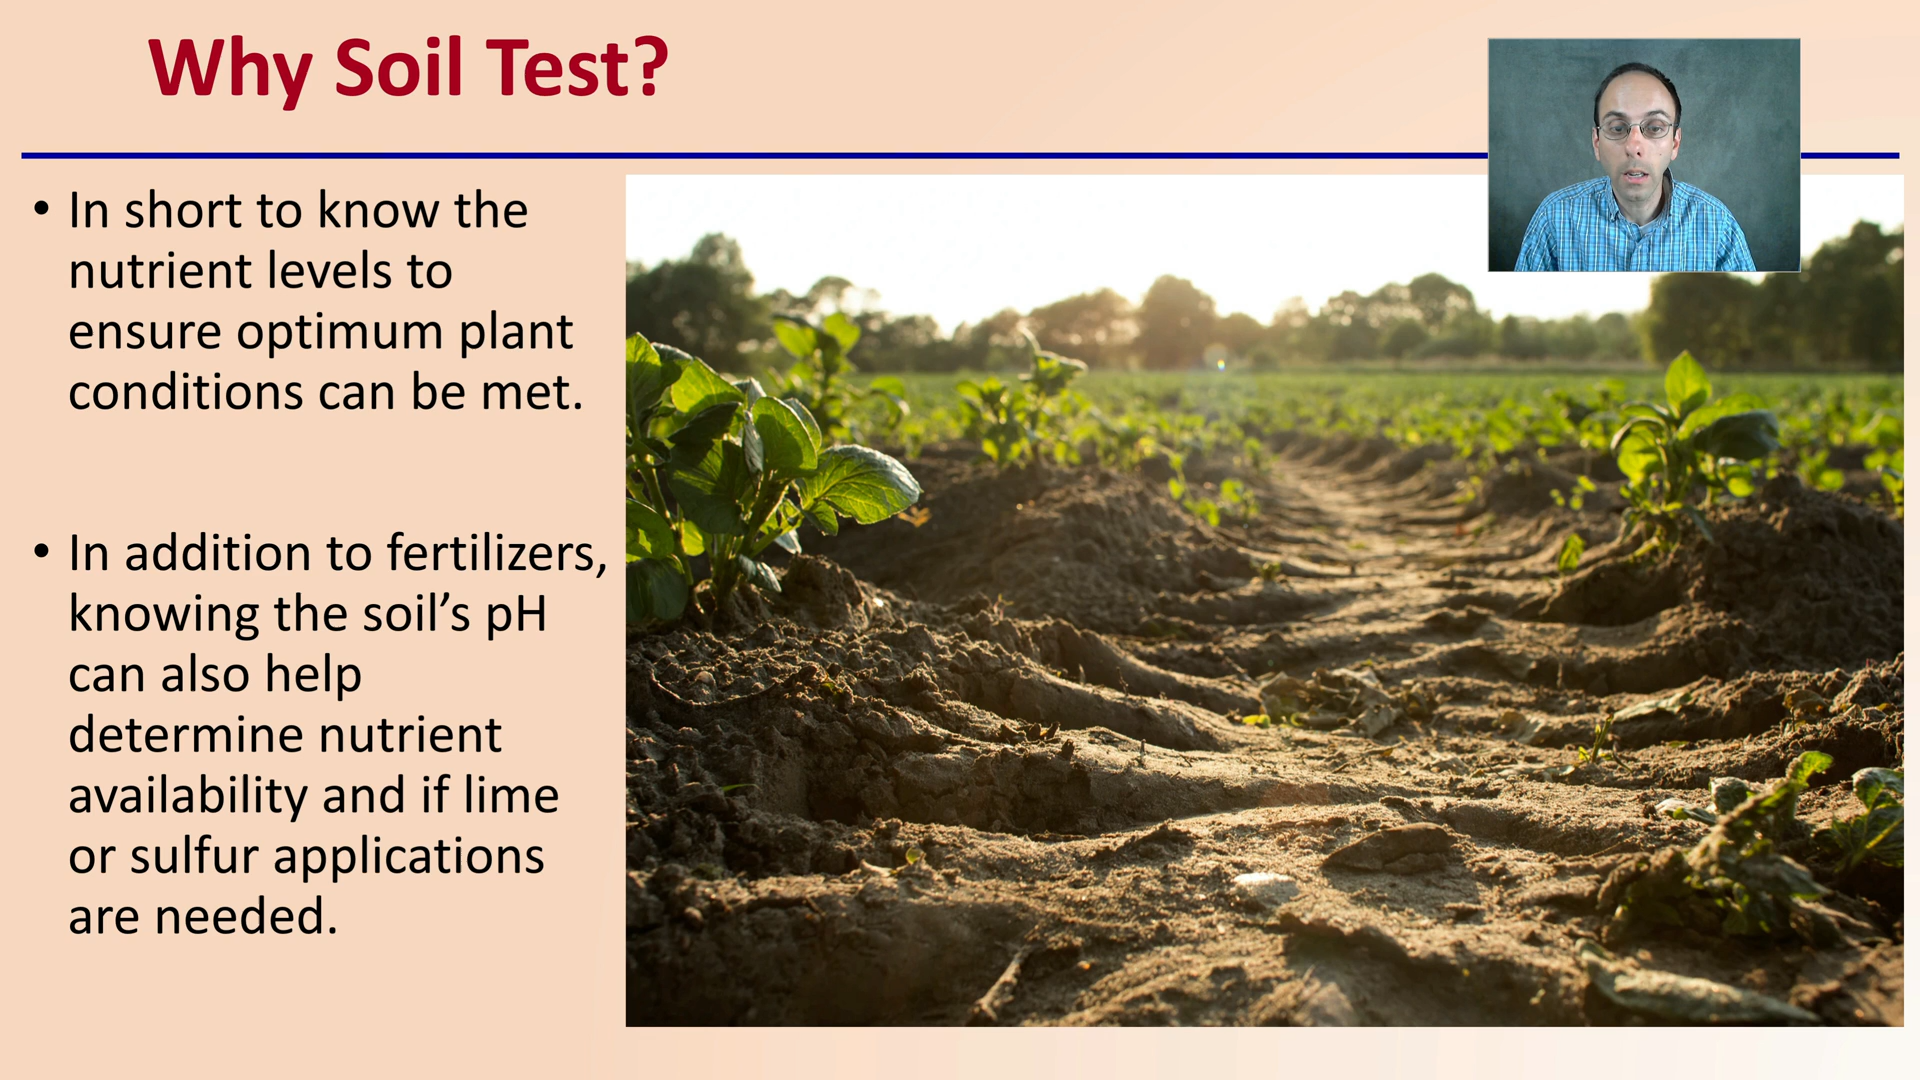 Why Soil Test?
• In short to know the
nutrient levels to
ensure optimum plant
conditions can be met.
• In addition to fertilizers,
knowing the soil’s pH
can also help
determine nutrient
availability and if lime
or sulfur applications
are needed.